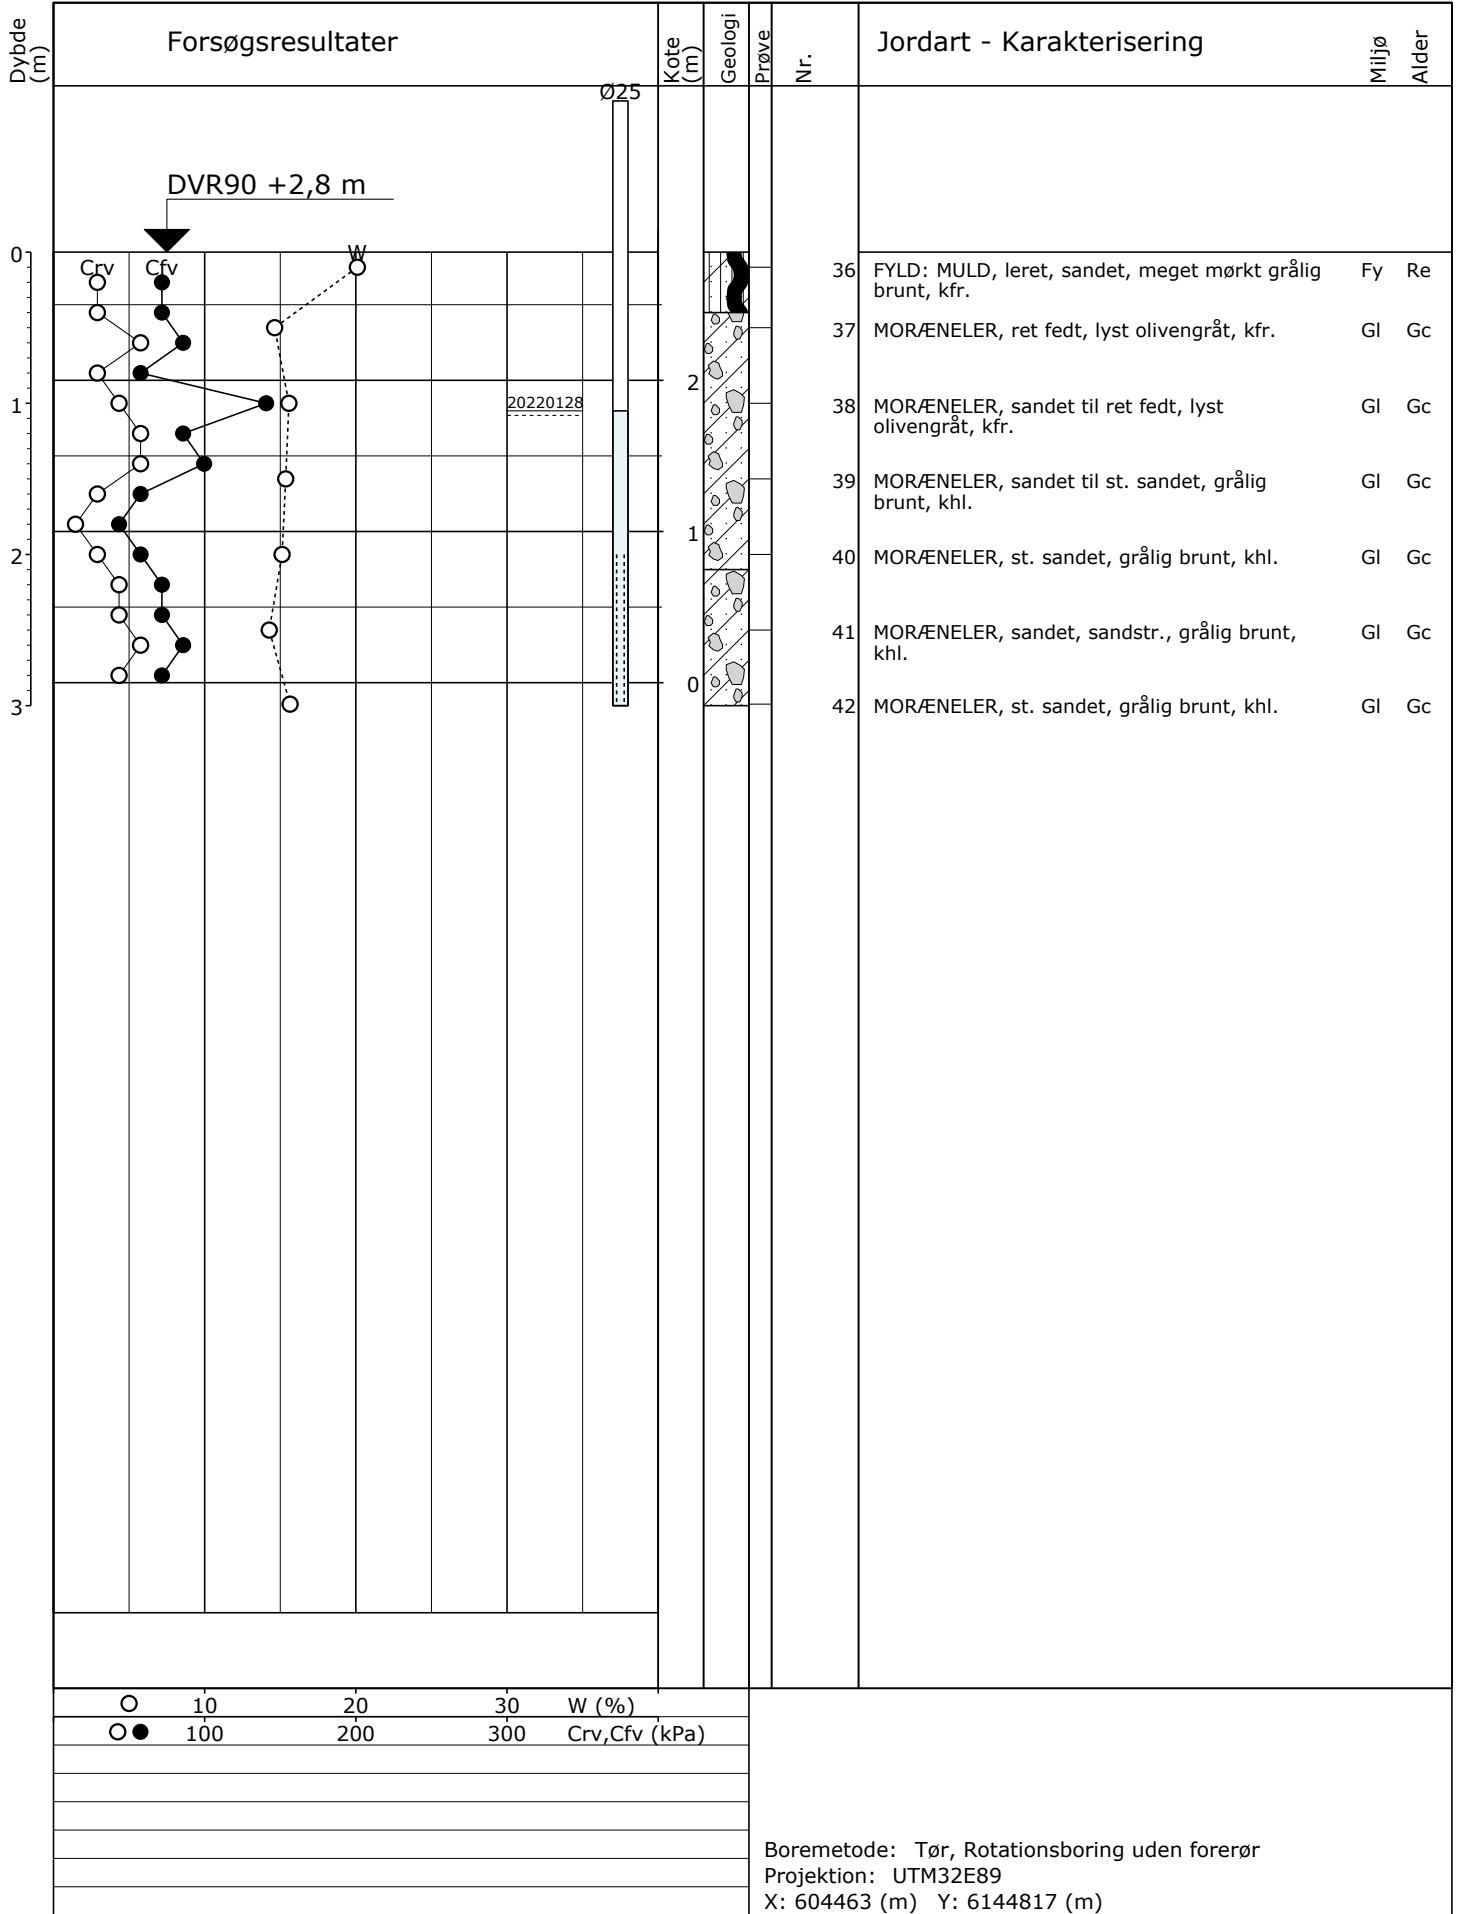 Dybde (m)
Forsøgsresultater
Kote (m)
Geologi
Prøve
Nr.
Jordart - Karakterisering
Miljø
Alder
Ø25
DVR90 +2,8 m
0
Crv
Cfv
W
36 FYLD: MULD, leret, sandet, meget mørkt grålig Fy Re
brunt, kfr.
37 MORÆNELER, ret fedt, lyst olivengråt, kfr. Gl Gc
2
1
20220128
38 MORÆNELER, sandet til ret fedt, lyst Gl Gc
olivengråt, kfr.
39 MORÆNELER, sandet til st. sandet, grålig Gl Gc
brunt, khl.
1
2
40 MORÆNELER, st. sandet, grålig brunt, khl. Gl Gc
41 MORÆNELER, sandet, sandstr., grålig brunt, Gl Gc
khl.
0
3
42 MORÆNELER, st. sandet, grålig brunt, khl. Gl Gc
10 20 30 W (%)
100 200 300 Crv,Cfv (kPa)
Boremetode: Tør, Rotationsboring uden forerør
Projektion: UTM32E89
X: 604463 (m) Y: 6144817 (m)